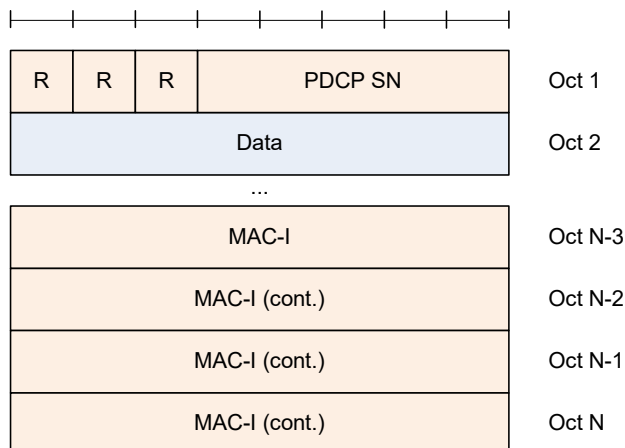 R R R PDCP SN Oct 1
Data Oct 2
...
MAC-I Oct N-3
MAC-I (cont.) Oct N-2
MAC-I (cont.) Oct N-1
MAC-I (cont.) Oct N